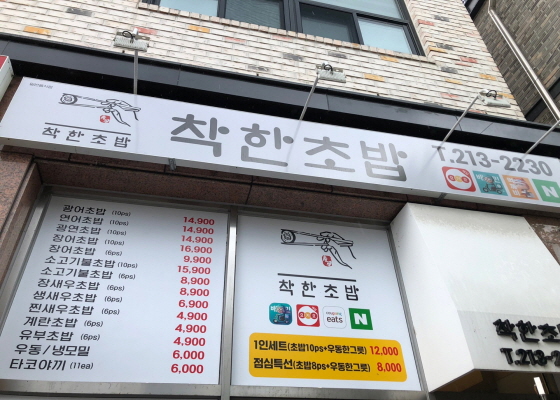 착한초밥
착한초밥
T.213-2230
광어초밥 (10ps) 14,900
연어초밥 (10ps) 14,900
광연초밥 (10ps) 14,900
장어초밥 (10ps) 16,900
장어초밥 (6ps) 9,900
소고기불초밥 (10ps) 15,900
소고기불초밥 (6ps) 8,900
장새우초밥 (6ps) 8,900
생새우초밥 (6ps) 6,900
찐새우초밥 (6ps) 4,900
계란초밥 (6ps) 4,900
유부초밥 (6ps) 4,900
우동/냉모밀 6,000
타코야끼 (11ea) 6,000
착한초밥
eats
N
1인세트(초밥10ps+우동한그릇) 12,000
점심특선(초밥8ps+우동한그릇) 8,000
착한초
T.213-